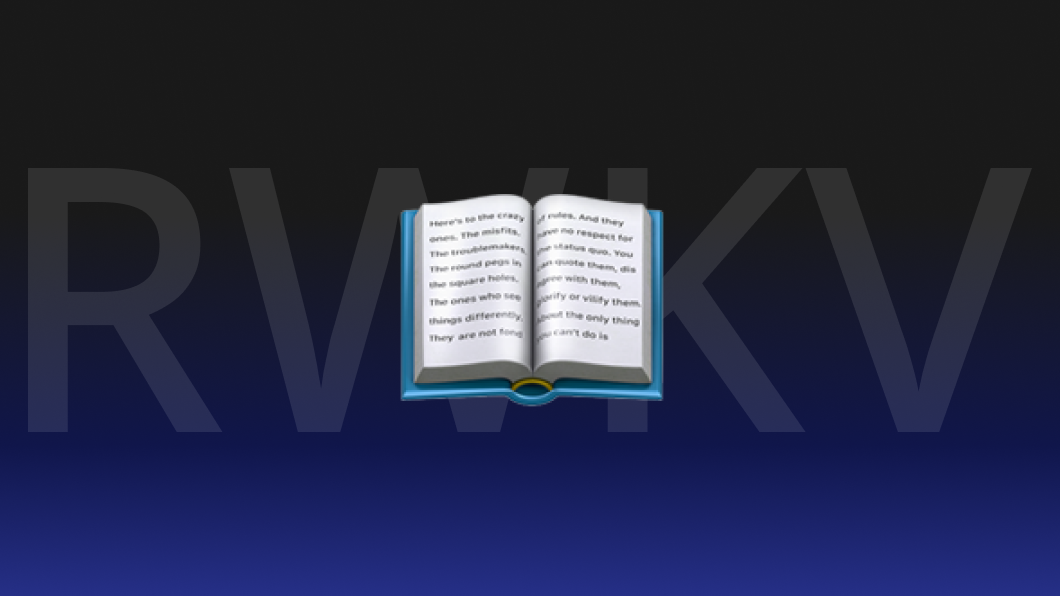 RWKV
Here's to the crazy
ones. The misfits.
The troublemakers.
The round pegs in
the square holes.
The ones who see
things differently.
They are not fond
of rules. And they
have no respect for
the status quo. You
can quote them, dis
agree with them,
glorify or vilify them.
About the only thing
you can't do is